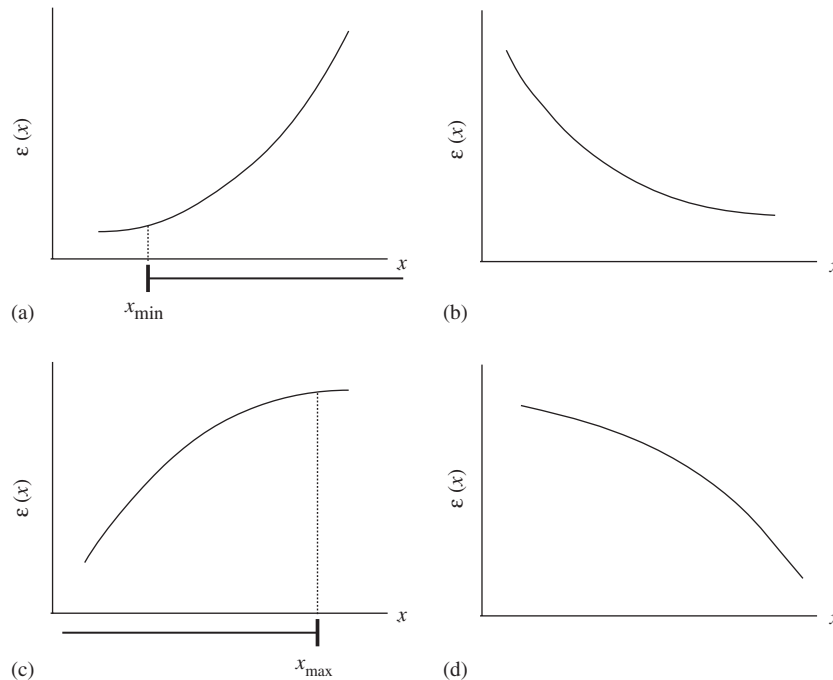 ε (x)
x
x_min
(a)
ε (x)
x
(b)
ε (x)
x
x_max
(c)
ε (x)
x
(d)